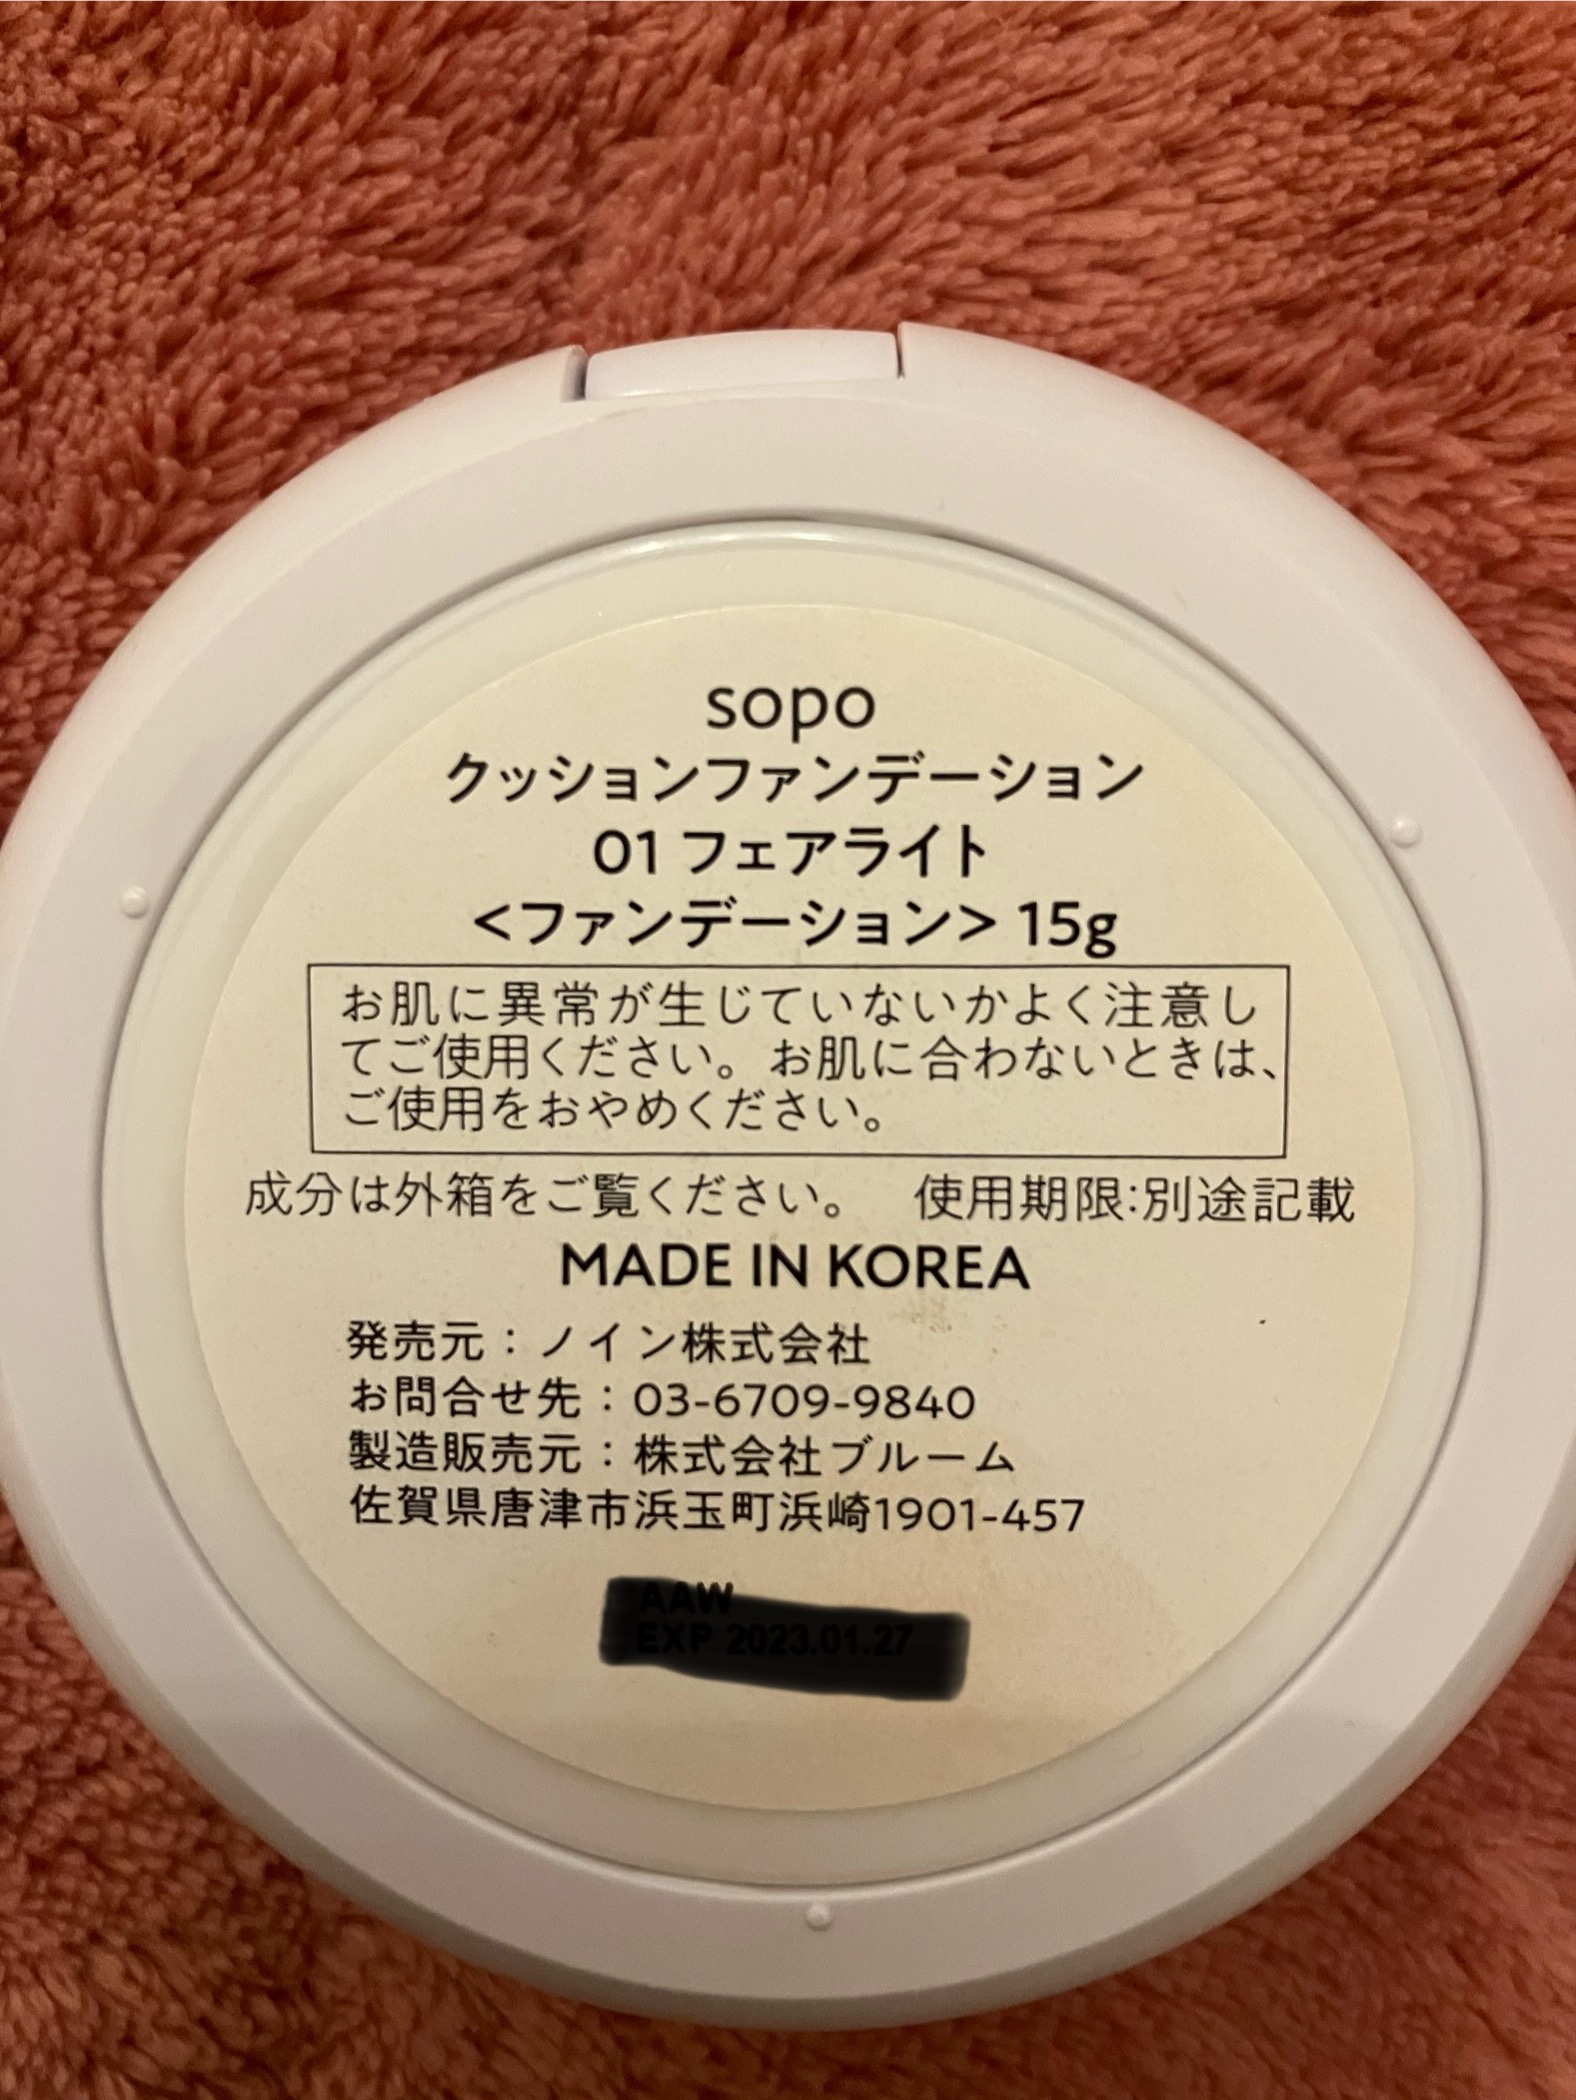 sopo
クッションファンデーション
01 フェアライト
<ファンデーション> 15g
お肌に異常が生じていないかよく注意し
てご使用ください。お肌に合わないときは、
ご使用をおやめください。
成分は外箱をご覧ください。 使用期限:別途記載
MADE IN KOREA
発売元：ノイン株式会社
お問合せ先：03-6709-9840
製造販売元：株式会社ブルーム
佐賀県唐津市浜玉町浜崎1901-457
AAW
EXP 2023.01.27